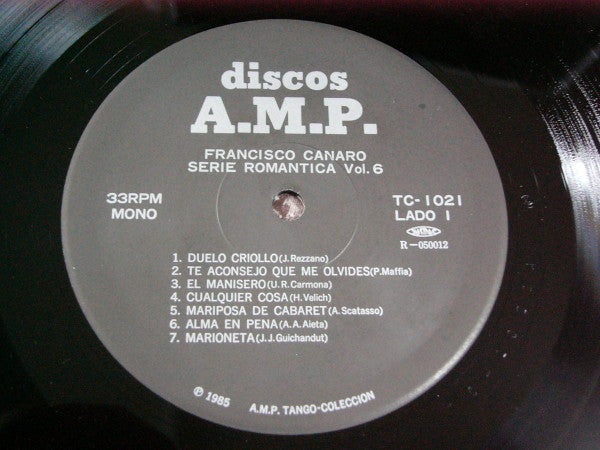 discos
A.M.P.
FRANCISCO CANARO
SERIE ROMANTICA Vol.6
33RPM
MONO
TC-1021
LADO 1
R-050012
1. DUELO CRIOLLO(J.Rezzano)
2. TE ACONSEJO QUE ME OLVIDES(P.Maffia)
3. EL MANISERO(U.R.Carmona)
4. CUALQUIER COSA(H.Velich)
5. MARIPOSA DE CABARET(A.Scatasso)
6. ALMA EN PENA(A.A.Aieta)
7. MARIONETA(J.J.Guichandut)
℗ 1985 A.M.P. TANGO-COLECCION